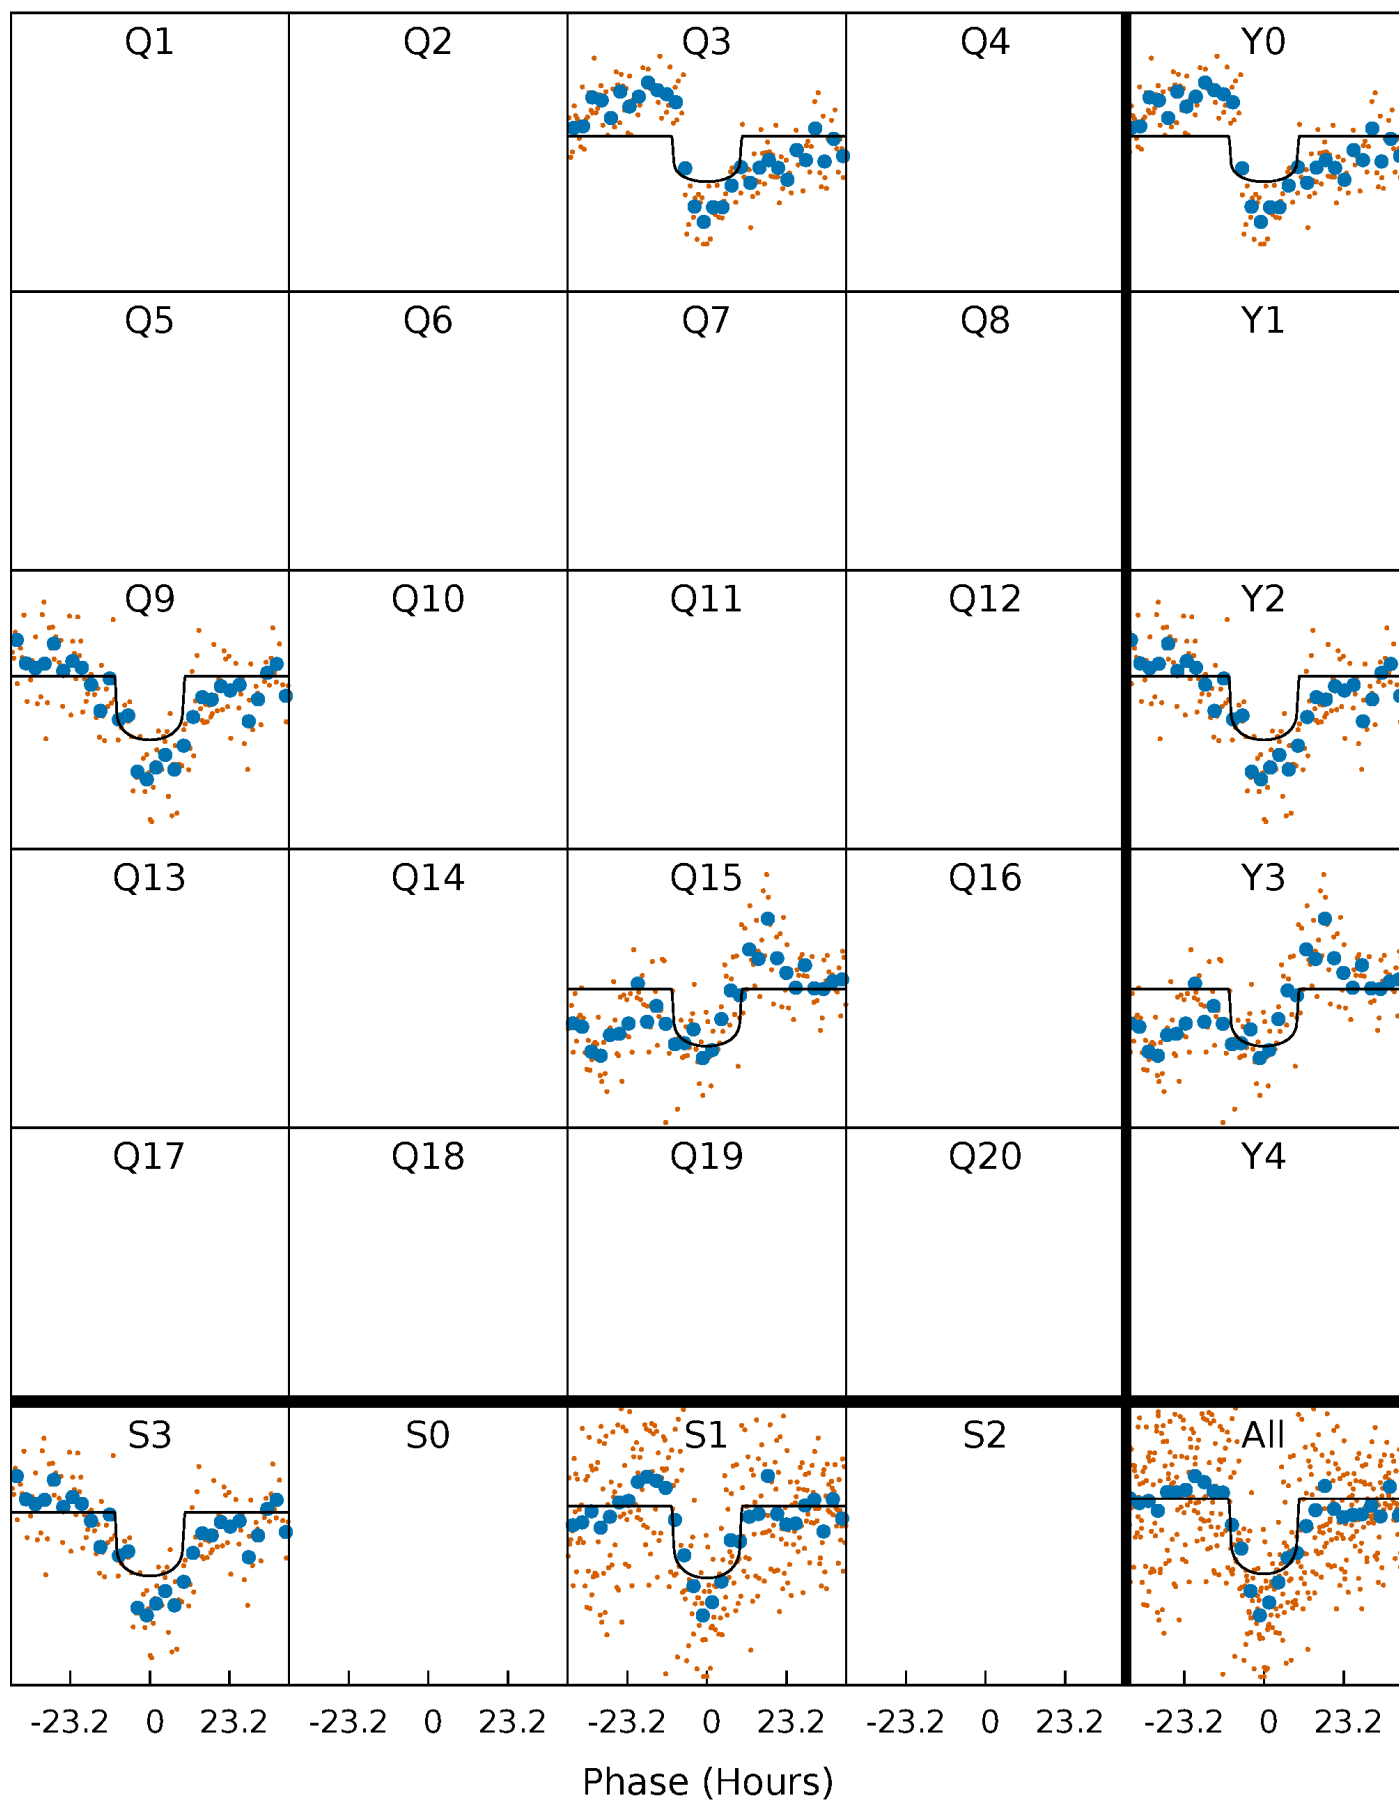 Q1 Q2 Q3 Q4 Y0
Q5 Q6 Q7 Q8 Y1
Q9 Q10 Q11 Q12 Y2
Q13 Q14 Q15 Q16 Y3
Q17 Q18 Q19 Q20 Y4
S3 S0 S1 S2 All
-23.2 0 23.2 -23.2 0 23.2 -23.2 0 23.2 -23.2 0 23.2 -23.2 0 23.2
Phase (Hours)